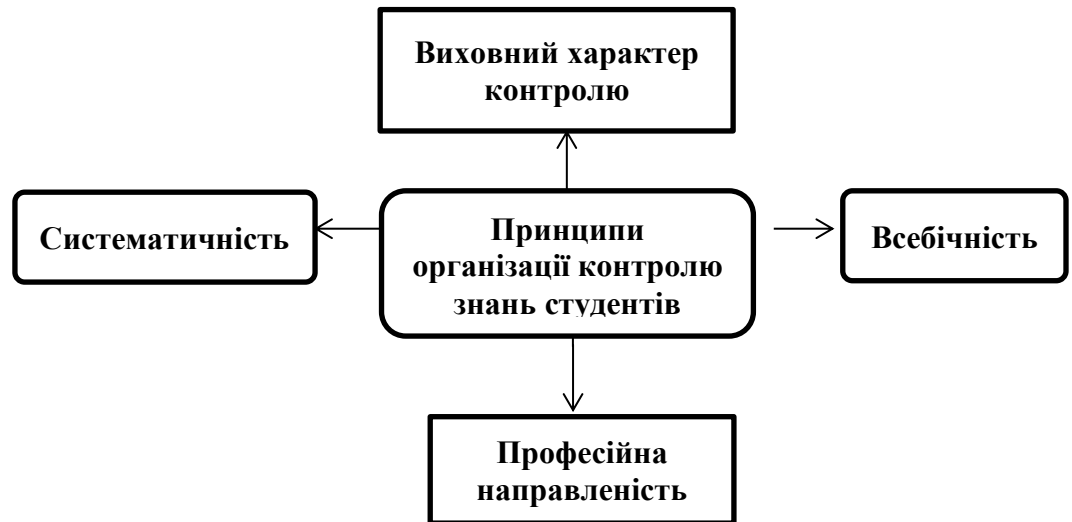 Виховний характер
контролю
Систематичність
Принципи
організації контролю
знань студентів
Всебічність
Професійна
направленість